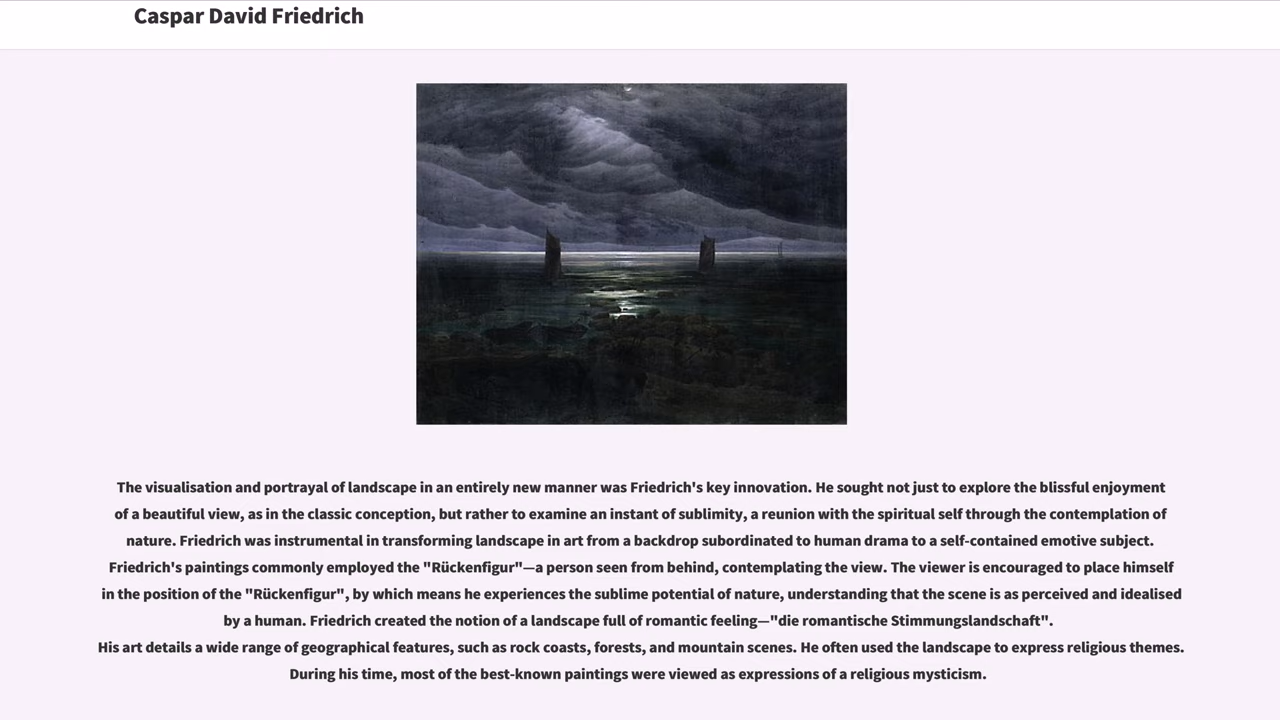 Caspar David Friedrich
The visualisation and portrayal of landscape in an entirely new manner was Friedrich's key innovation. He sought not just to explore the blissful enjoyment
of a beautiful view, as in the classic conception, but rather to examine an instant of sublimity, a reunion with the spiritual self through the contemplation of
nature. Friedrich was instrumental in transforming landscape in art from a backdrop subordinated to human drama to a self-contained emotive subject.
Friedrich's paintings commonly employed the "Rückenfigur"—a person seen from behind, contemplating the view. The viewer is encouraged to place himself
in the position of the "Rückenfigur", by which means he experiences the sublime potential of nature, understanding that the scene is as perceived and idealised
by a human. Friedrich created the notion of a landscape full of romantic feeling—"die romantische Stimmungslandschaft".
His art details a wide range of geographical features, such as rock coasts, forests, and mountain scenes. He often used the landscape to express religious themes.
During his time, most of the best-known paintings were viewed as expressions of a religious mysticism.